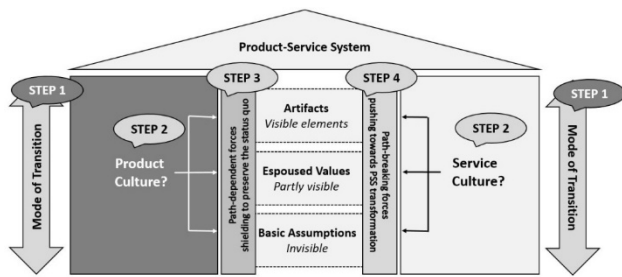 Product-Service System
STEP 1
STEP 3
STEP 4
STEP 1
Mode of Transition
STEP 2
Product
Culture?
Path-dependent forces
shielding to preserve the status quo
Artifacts
Visible elements
Espoused Values
Partly visible
Basic Assumptions
Invisible
Path-breaking forces
pushing towards PSS transformation
STEP 2
Service
Culture?
Mode of Transition